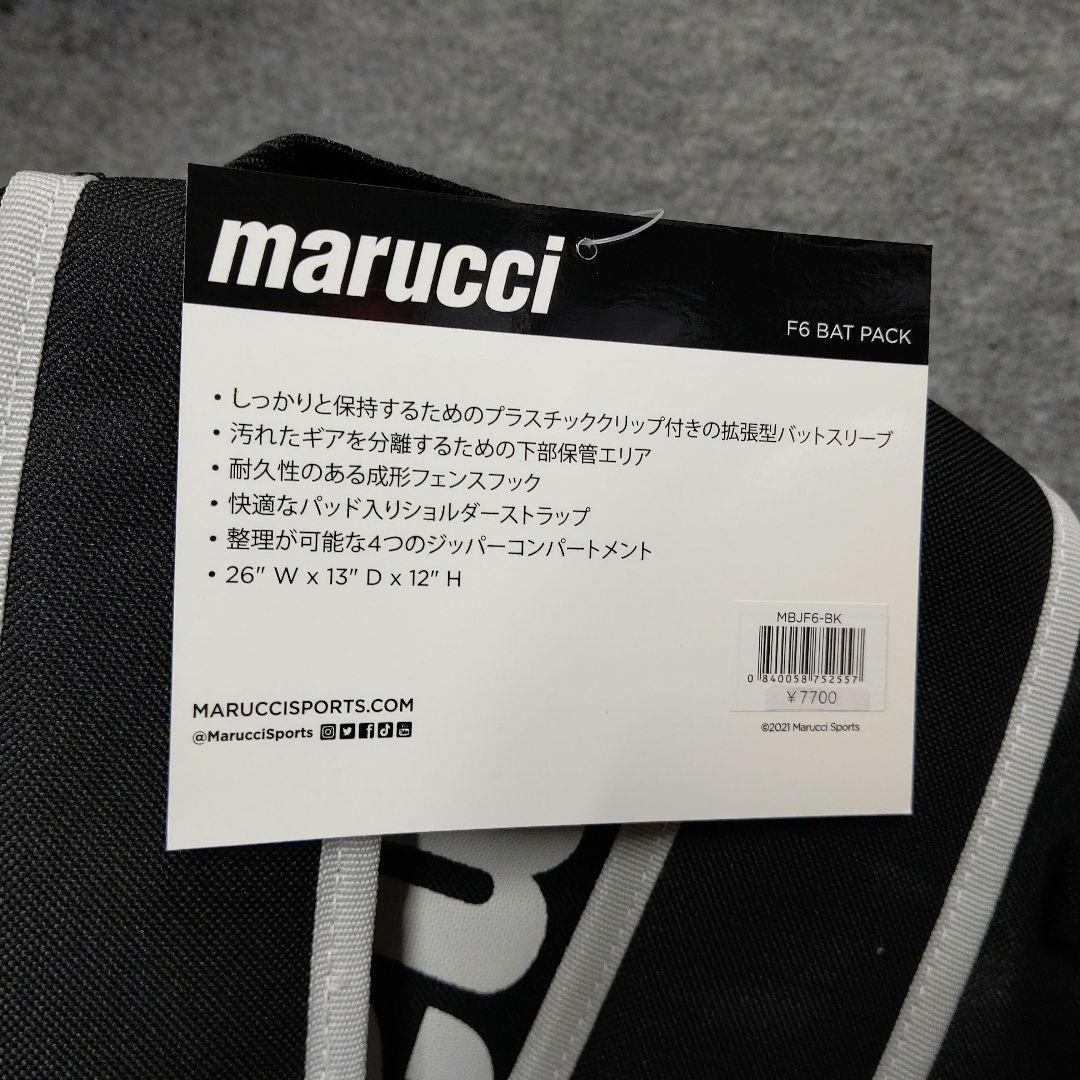 marucci
F6 BAT PACK
• しっかりと保持するためのプラスチッククリップ付きの拡張型バットスリーブ
• 汚れたギアを分離するための下部保管エリア
• 耐久性のある成形フェンスフック
• 快適なパッド入りショルダーストラップ
• 整理が可能な4つのジッパーコンパートメント
• 26" W x 13" D x 12" H
MBJF6-BK
0 840058 752557
¥7700
MARUCCISPORTS.COM
@MarucciSports
©2021 Marucci Sports